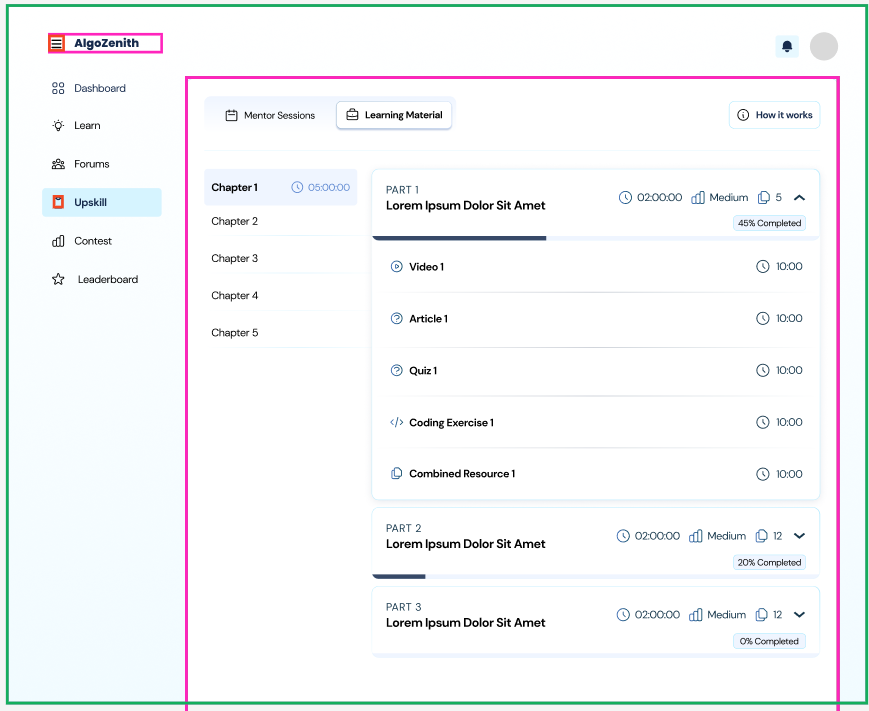 AlgoZenith
Dashboard
Learn
Forums
Upskill
Contest
Leaderboard
Mentor Sessions
Learning Material
How it works
Chapter 1 05:00:00
Chapter 2
Chapter 3
Chapter 4
Chapter 5
PART 1
Lorem Ipsum Dolor Sit Amet
02:00:00 Medium 5
45% Completed
Video 1 10:00
Article 1 10:00
Quiz 1 10:00
Coding Exercise 1 10:00
Combined Resource 1 10:00
PART 2
Lorem Ipsum Dolor Sit Amet
02:00:00 Medium 12
20% Completed
PART 3
Lorem Ipsum Dolor Sit Amet
02:00:00 Medium 12
0% Completed